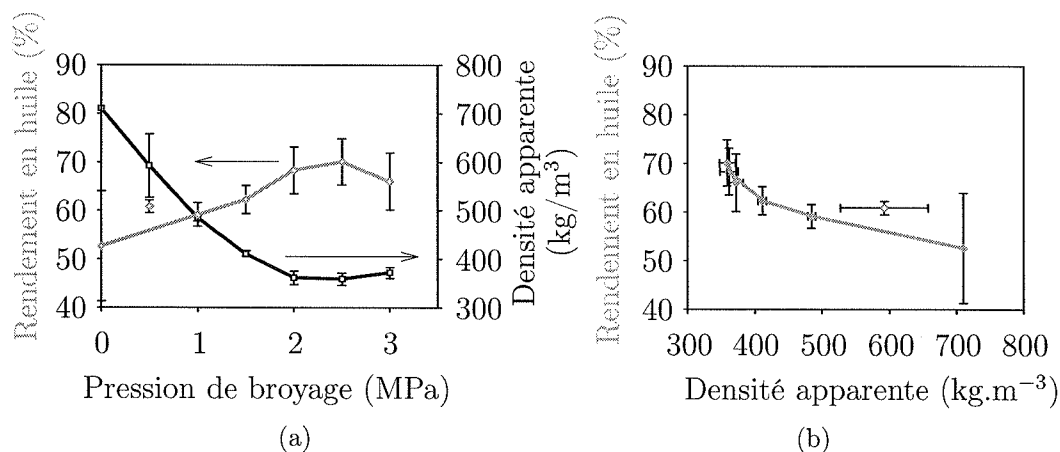 Rendement en huile (%)
90
80
70
60
50
40
0
1
2
3
Pression de broyage (MPa)
800
700
600
500
400
300
Densité apparente
(kg/m³)
(a)
Rendement en huile (%)
90
80
70
60
50
40
300 400 500 600 700 800
Densité apparente (kg.m⁻³)
(b)